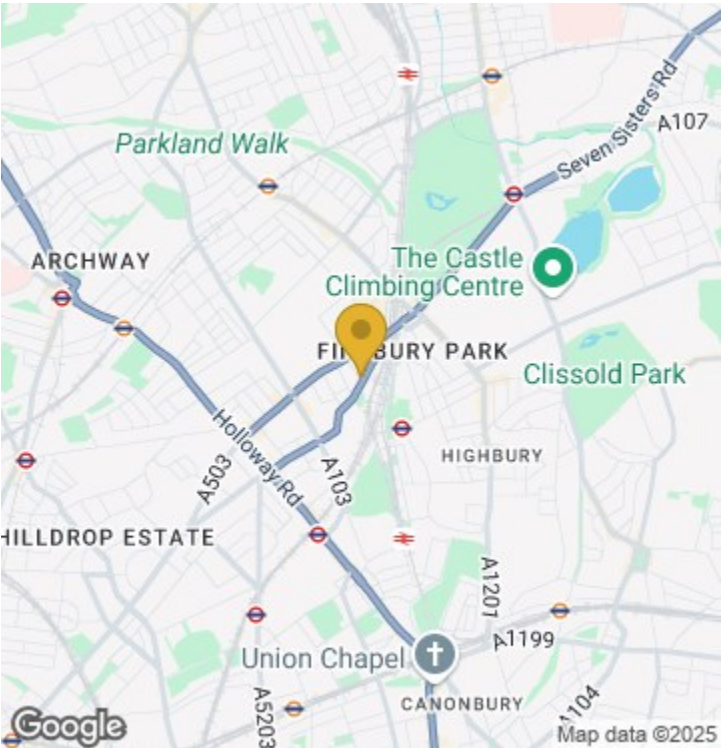 Parkland Walk
Seven Sisters Rd
A107
ARCHWAY
The Castle
Climbing Centre
FINSBURY PARK
Clissold Park
Holloway Rd
A503
A103
HIGHBURY
HILLDROP ESTATE
A1201
A1199
Union Chapel
CANONBURY
A5203
A104
Google
Map data ©2025